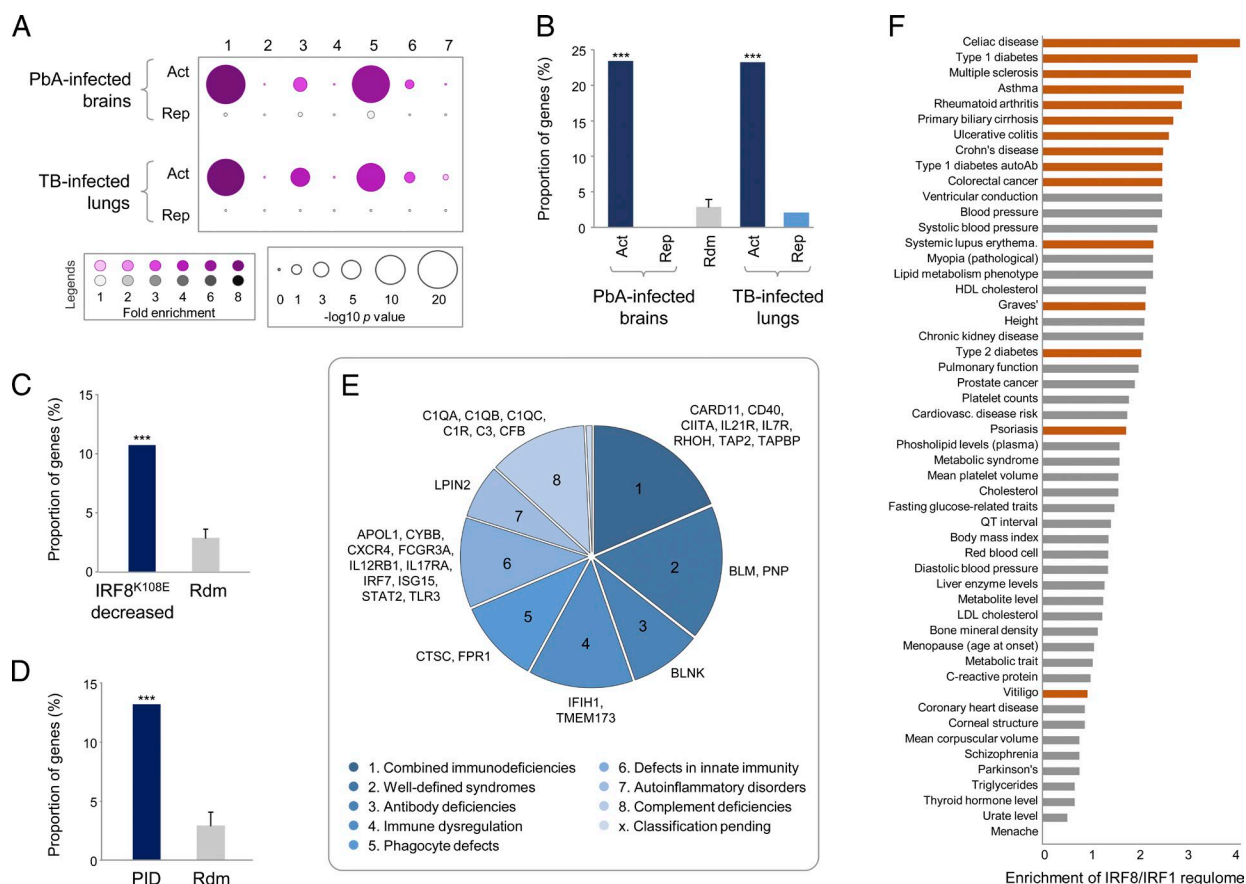 A
1 2 3 4 5 6 7
PbA-infected
brains
Act
Rep
TB-infected
lungs
Act
Rep
Legends
1 2 3 4 6 8
Fold enrichment
0 1 3 5 10 20
-log10 p value
B
Proportion of genes (%)
25
20
15
10
5
0
***
***
Act
Rep
Rdm
Act
Rep
PbA-infected
brains
TB-infected
lungs
C
Proportion of genes (%)
15
10
5
0
***
IRF8K108E
decreased
Rdm
D
Proportion of genes (%)
15
10
5
0
***
PID
Rdm
E
C1QA, C1QB, C1QC,
C1R, C3, CFB
CARD11, CD40,
CIITA, IL21R, IL7R,
RHOH, TAP2, TAPBP
LPIN2
APOL1, CYBB,
CXCR4, FCGR3A,
IL12RB1, IL17RA,
IRF7, ISG15,
STAT2, TLR3
BLM, PNP
CTSC, FPR1
BLNK
IFIH1,
TMEM173
1
2
3
4
5
6
7
8
1. Combined immunodeficiencies
2. Well-defined syndromes
3. Antibody deficiencies
4. Immune dysregulation
5. Phagocyte defects
6. Defects in innate immunity
7. Autoinflammatory disorders
8. Complement deficiencies
x. Classification pending
F
Celiac disease
Type 1 diabetes
Multiple sclerosis
Asthma
Rheumatoid arthritis
Primary biliary cirrhosis
Ulcerative colitis
Crohn's disease
Type 1 diabetes autoAb
Colorectal cancer
Ventricular conduction
Blood pressure
Systolic blood pressure
Systemic lupus erythema.
Myopia (pathological)
Lipid metabolism phenotype
HDL cholesterol
Graves'
Height
Chronic kidney disease
Type 2 diabetes
Pulmonary function
Prostate cancer
Platelet counts
Cardiovasc. disease risk
Psoriasis
Phosholipid levels (plasma)
Metabolic syndrome
Mean platelet volume
Cholesterol
Fasting glucose-related traits
QT interval
Body mass index
Red blood cell
Diastolic blood pressure
Liver enzyme levels
Metabolite level
LDL cholesterol
Bone mineral density
Menopause (age at onset)
Metabolic trait
C-reactive protein
Vitiligo
Coronary heart disease
Corneal structure
Mean corpuscular volume
Schizophrenia
Parkinson's
Triglycerides
Thyroid hormone level
Urate level
Menache
0 1 2 3 4
Enrichment of IRF8/IRF1 regulome